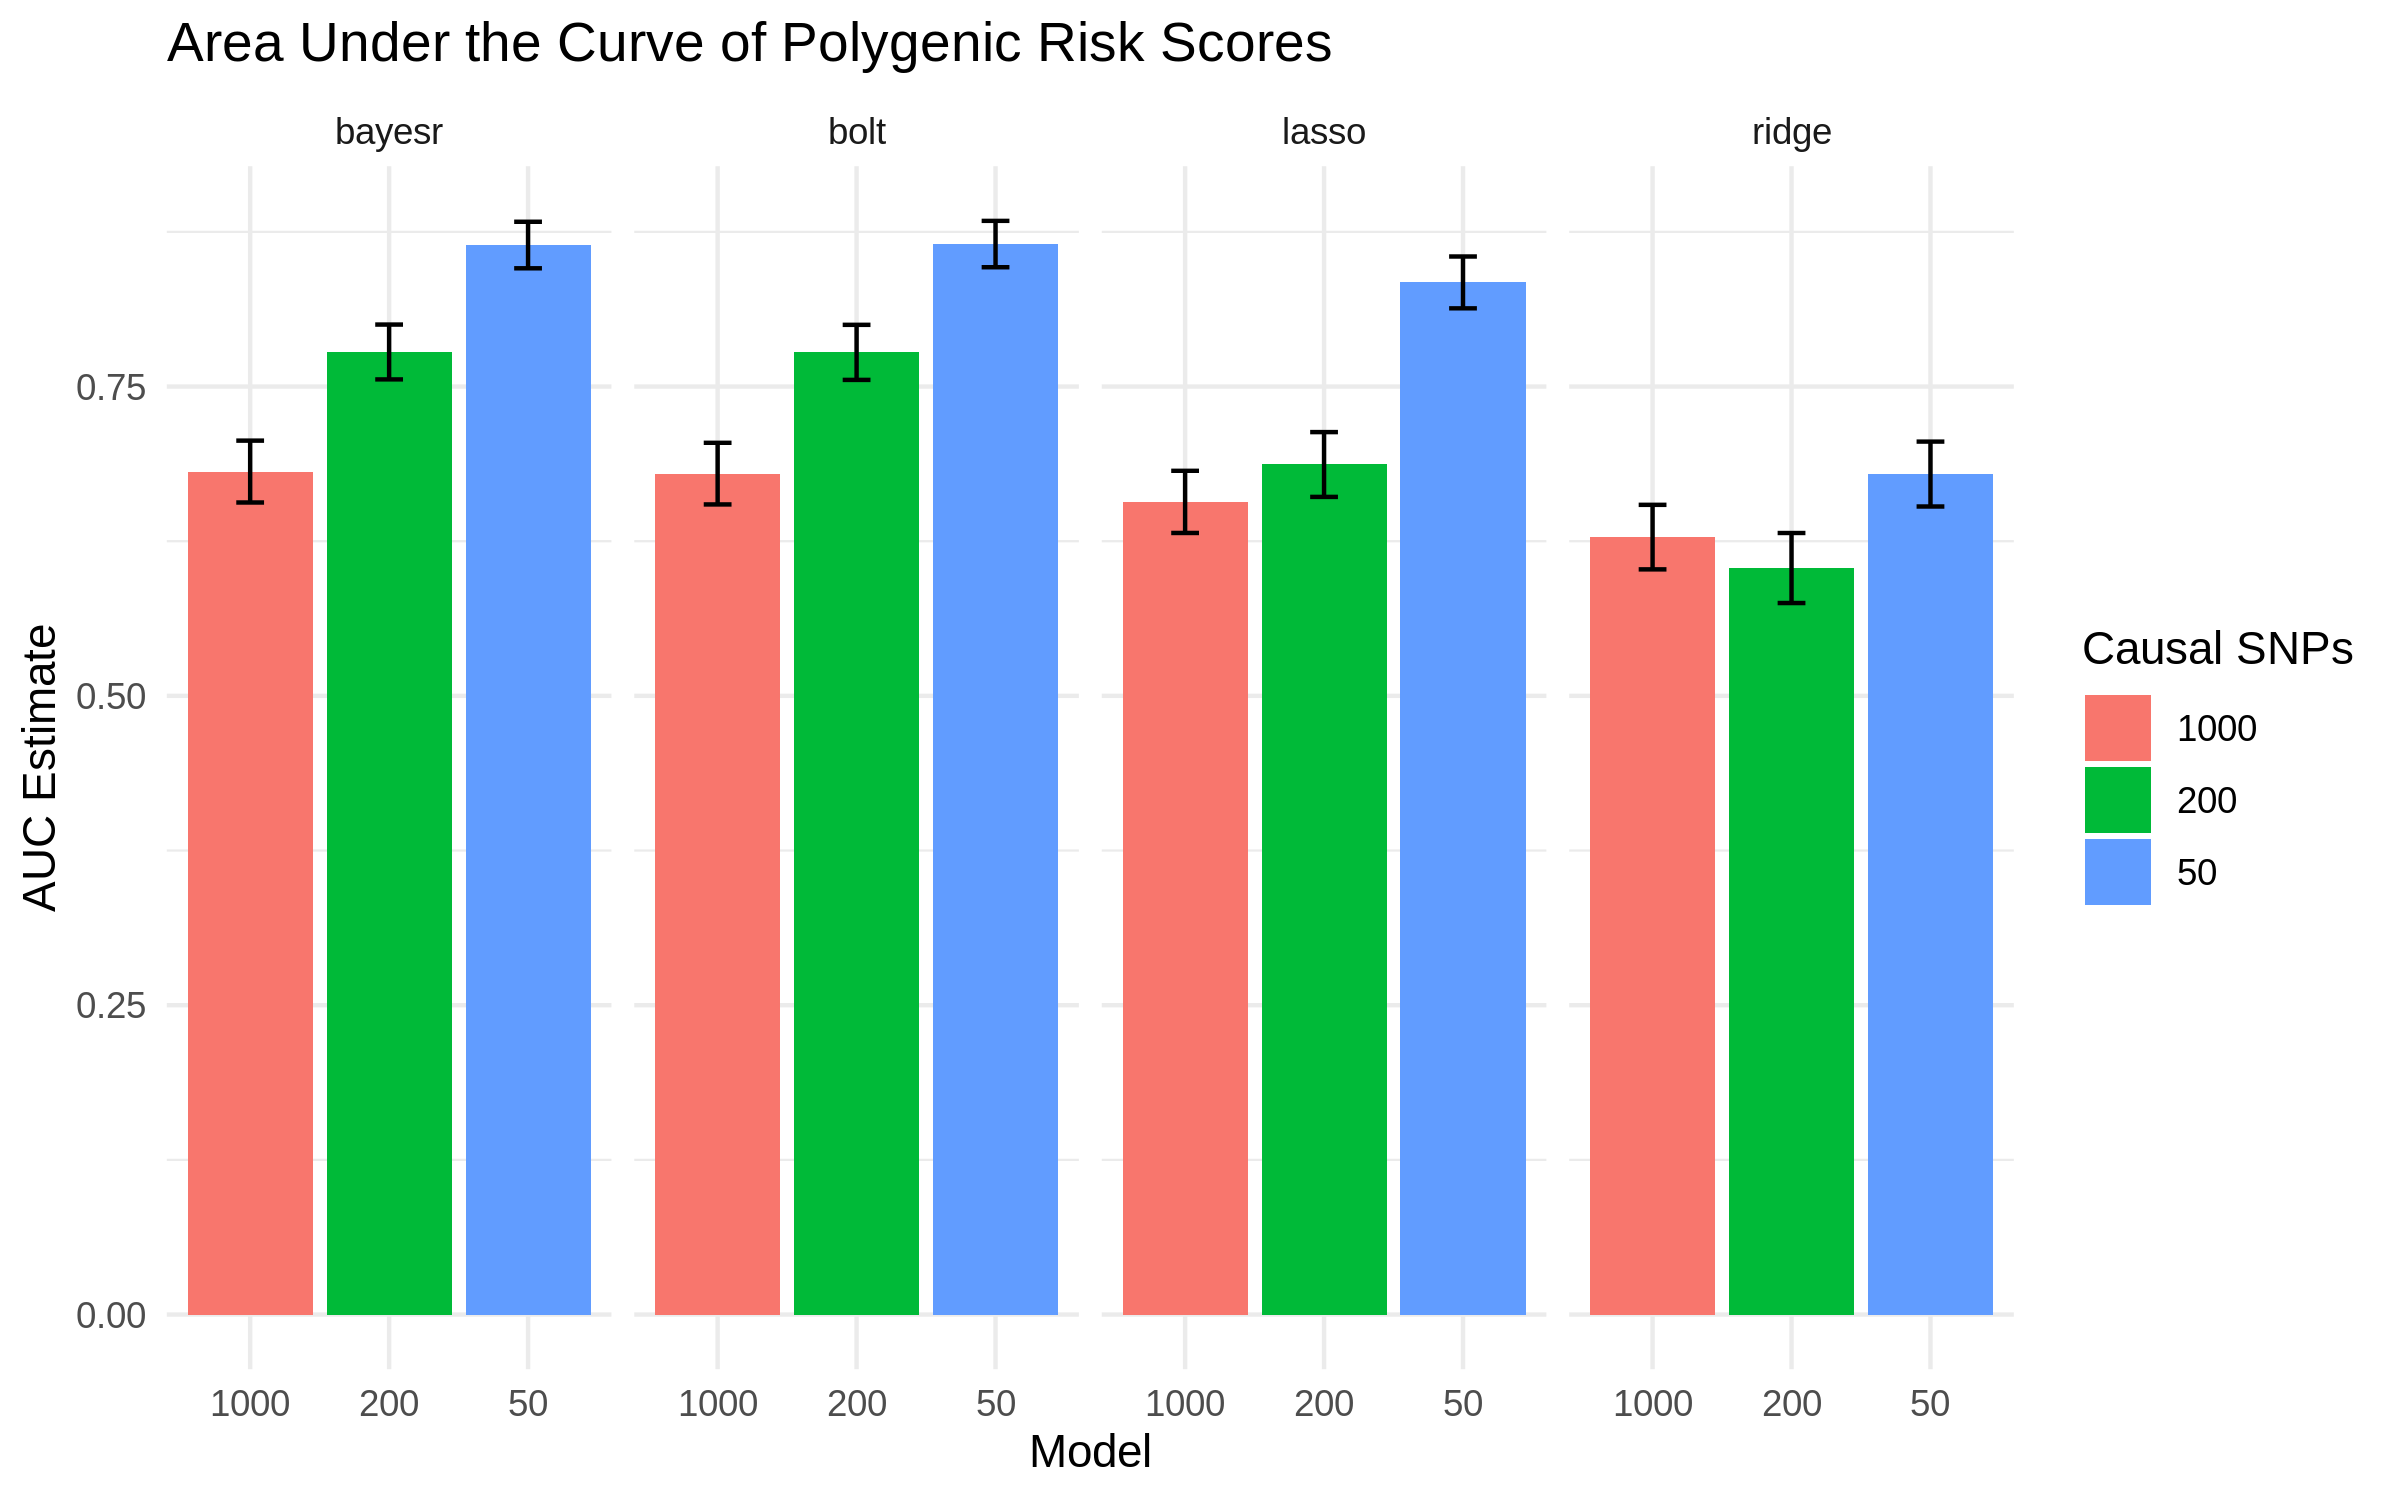 Area Under the Curve of Polygenic Risk Scores
bayesr bolt lasso ridge
AUC Estimate
0.75
0.50
0.25
0.00
1000 200 50 1000 200 50 1000 200 50 1000 200 50
Model
Causal SNPs
1000
200
50